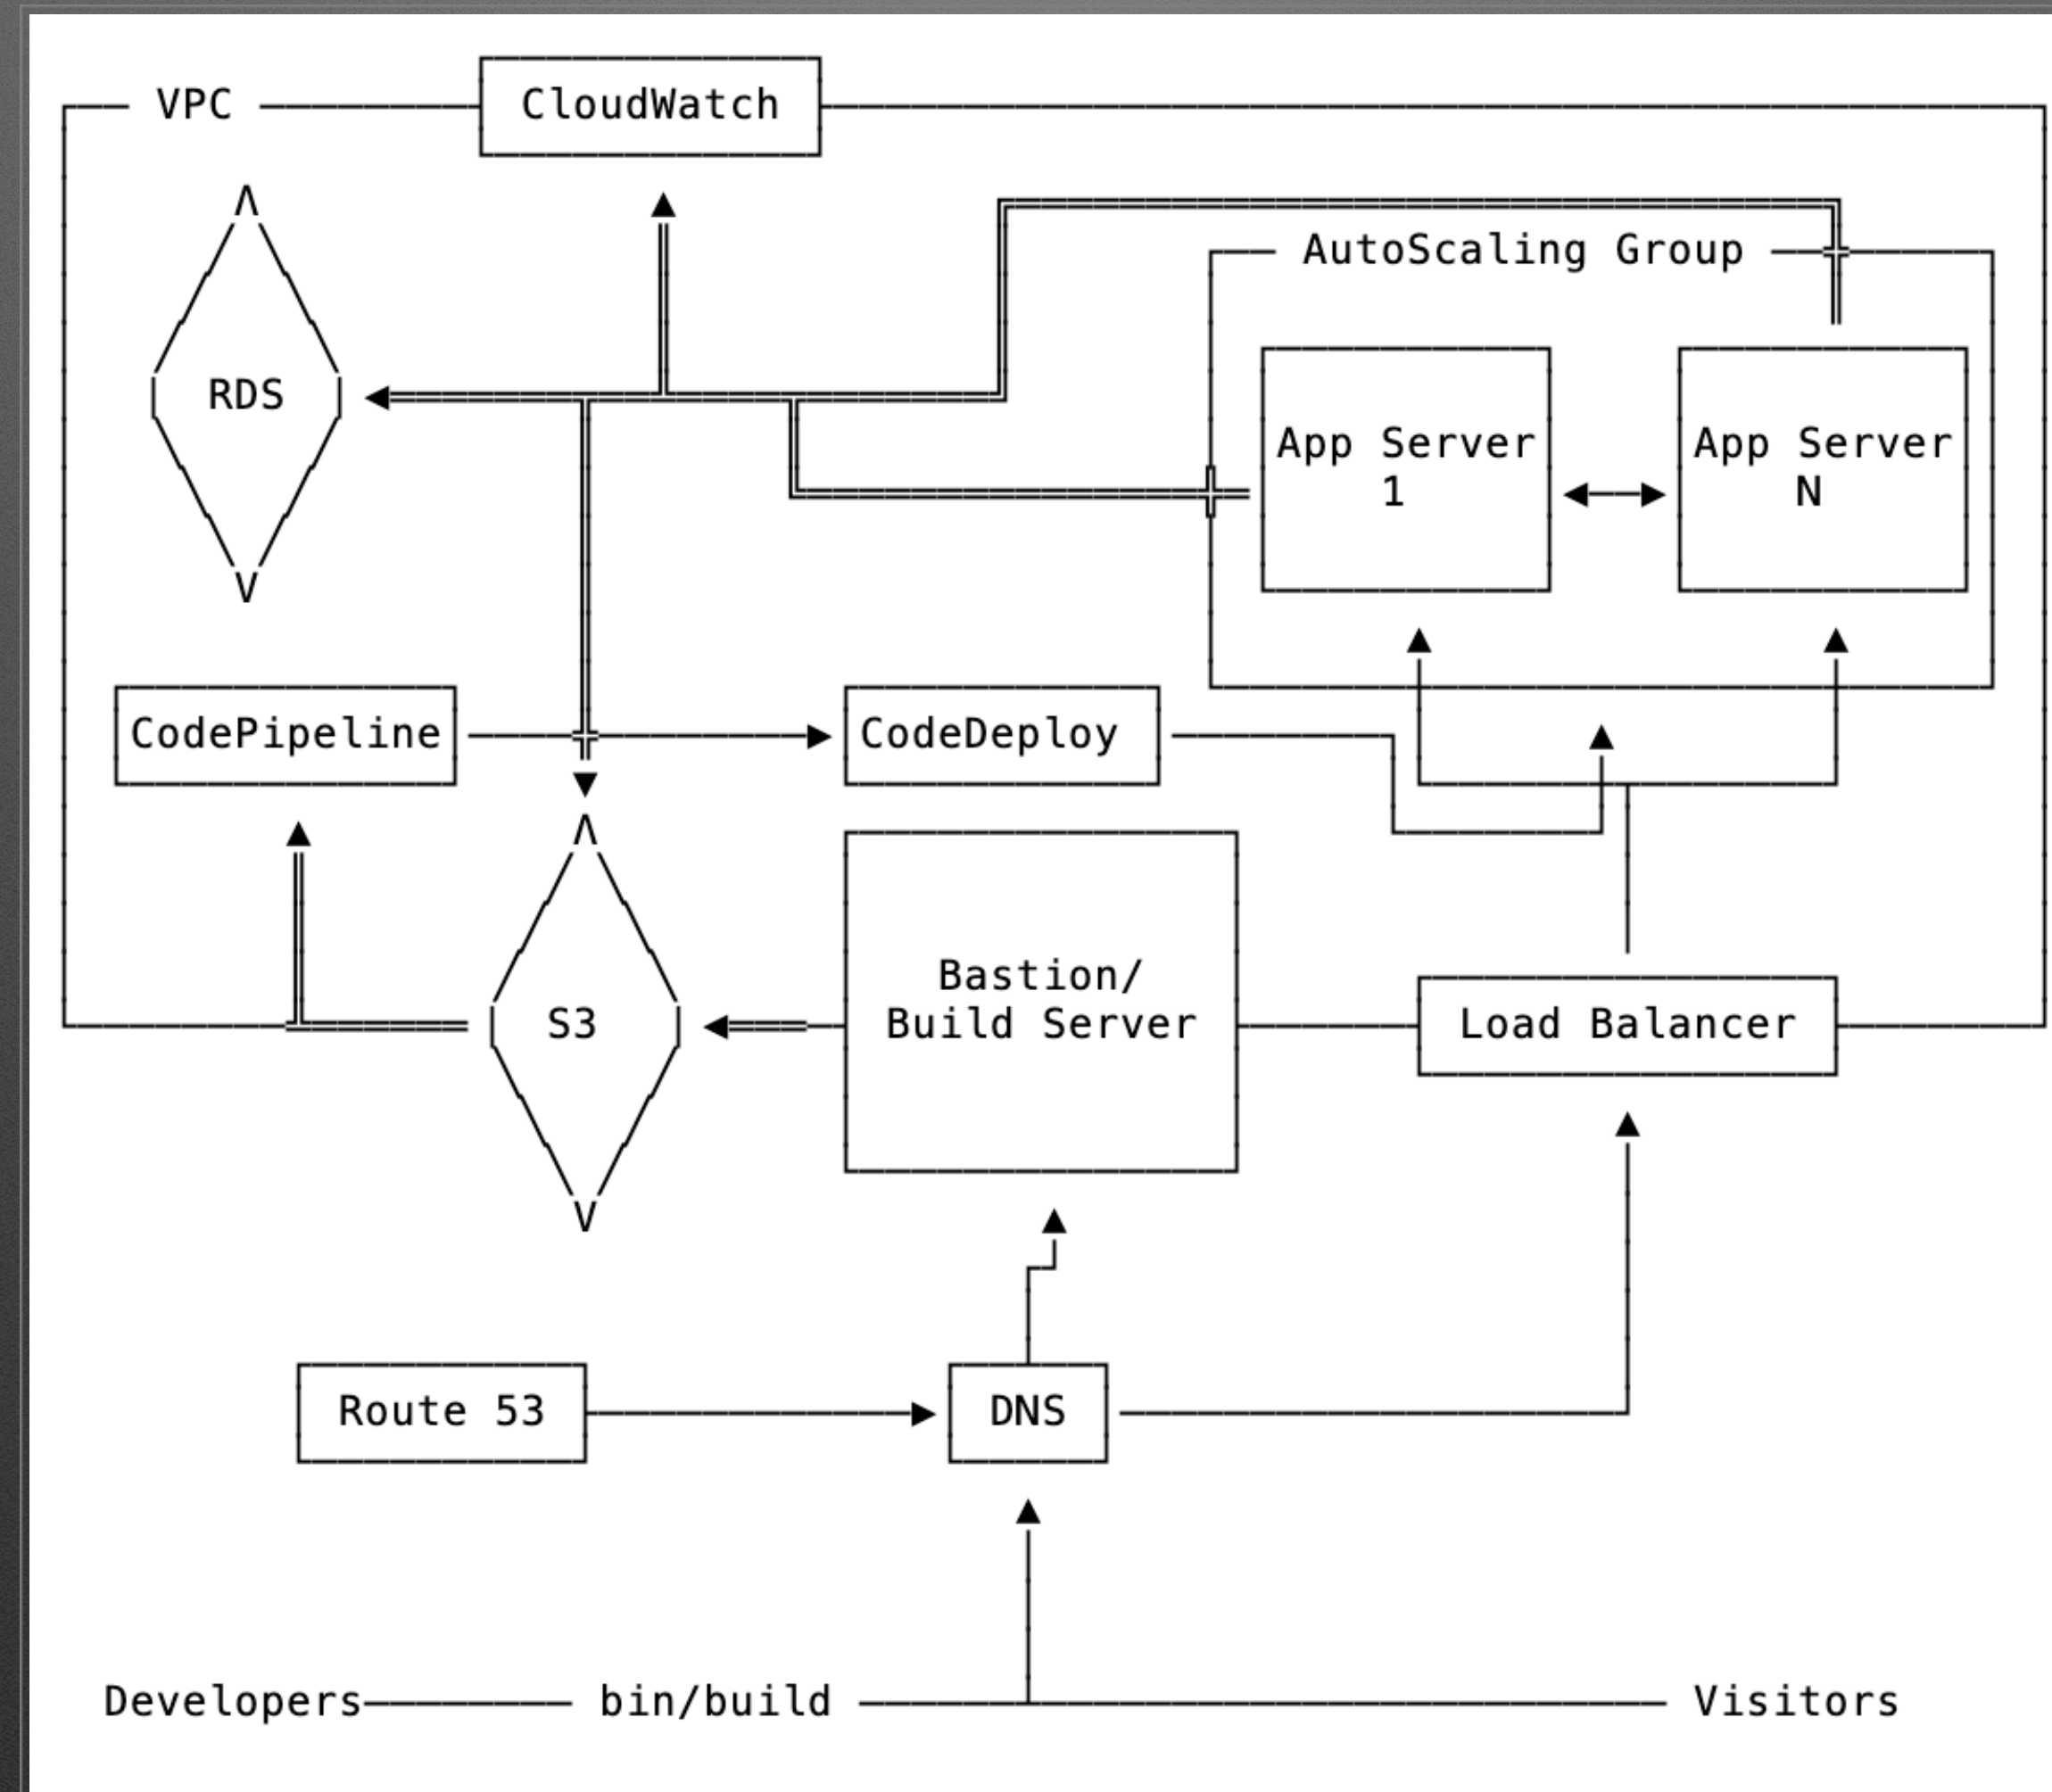 VPC
CloudWatch
AutoScaling Group
RDS
App Server
1
App Server
N
CodePipeline
CodeDeploy
S3
Bastion/
Build Server
Load Balancer
Route 53
DNS
Developers
bin/build
Visitors